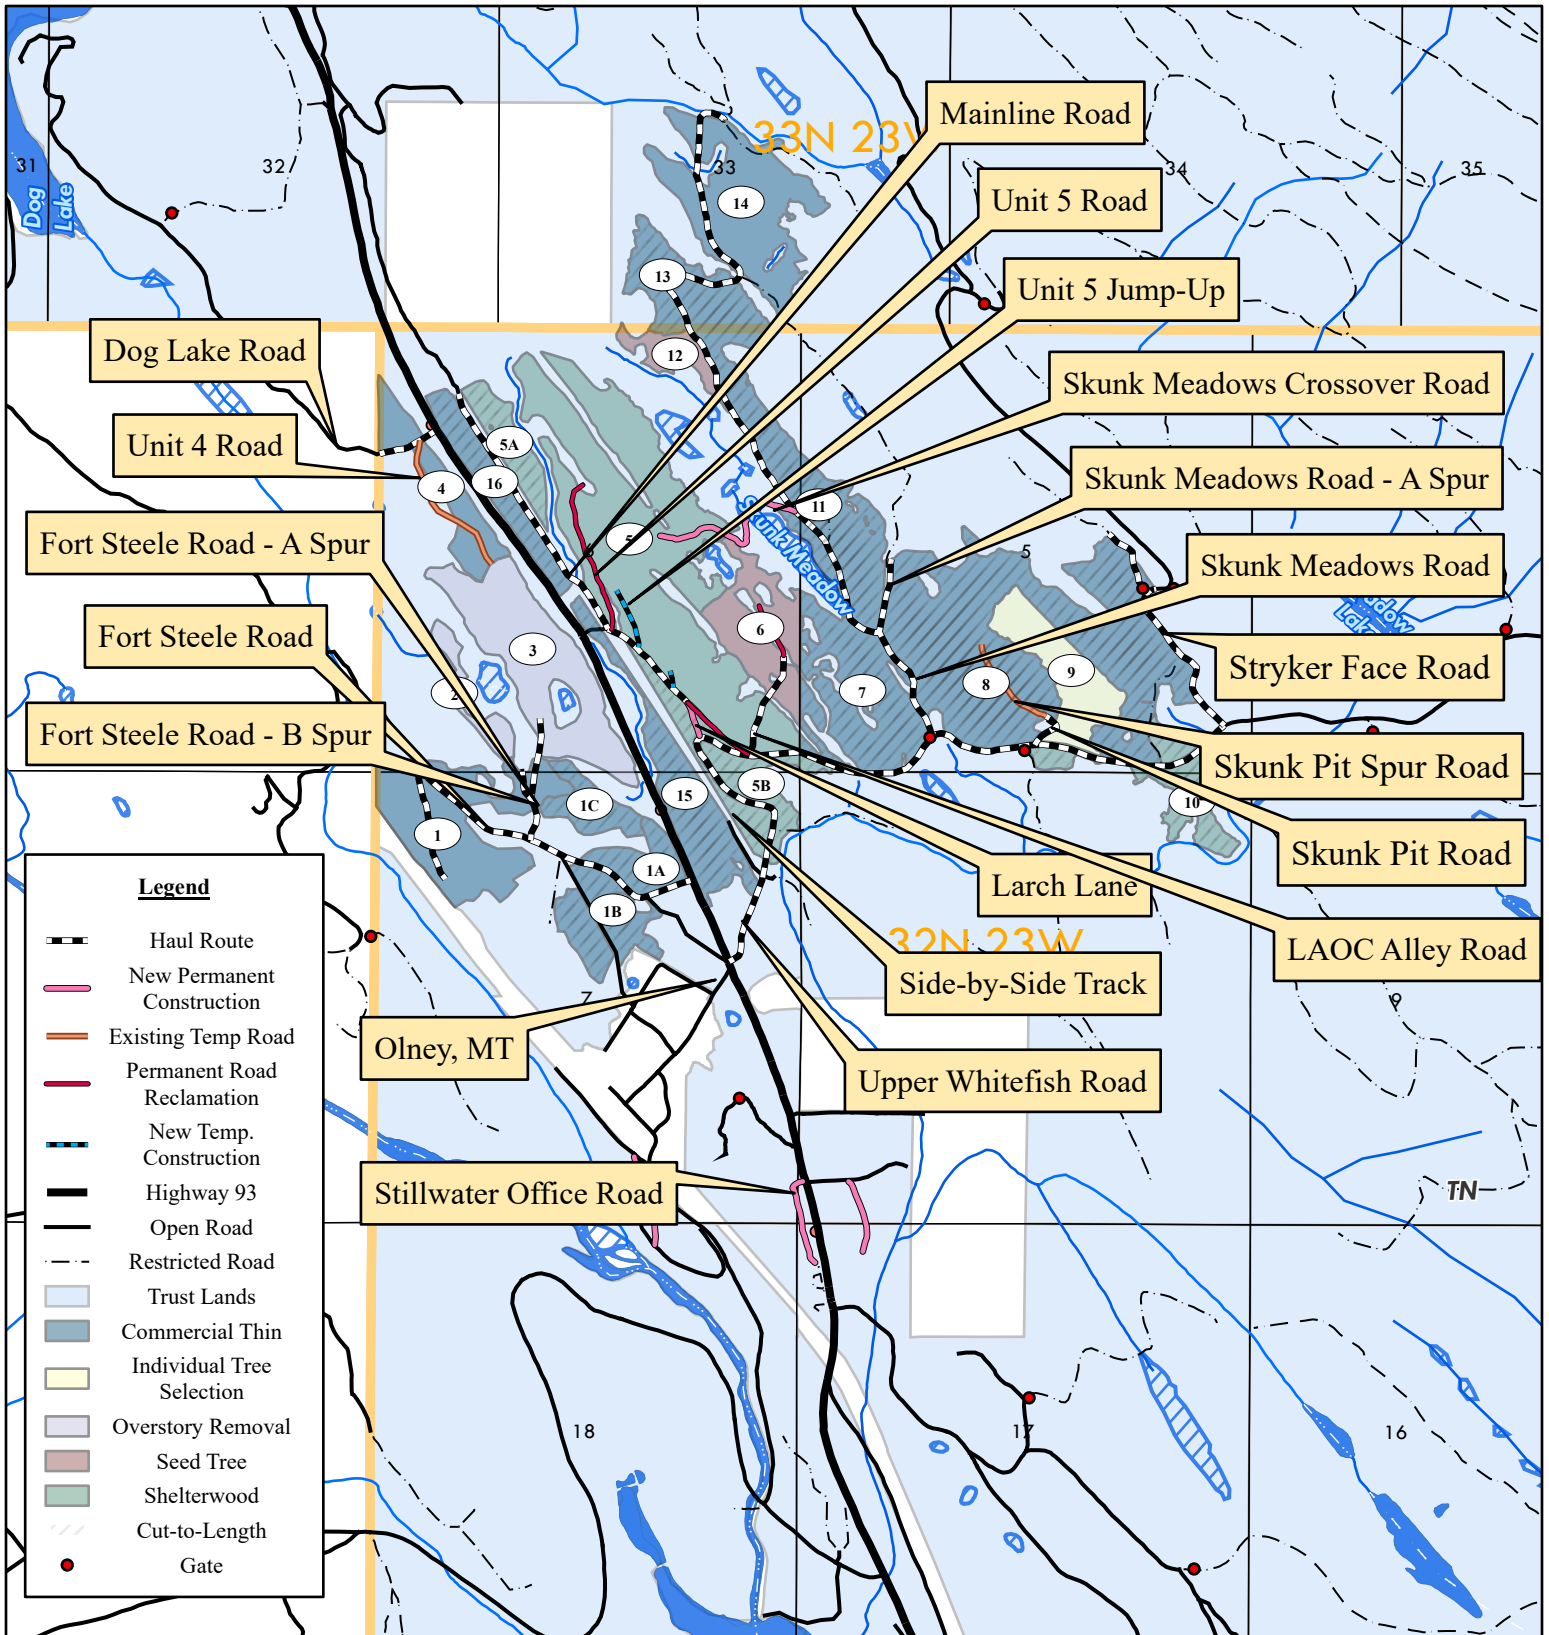 Mainline Road
33N 23
31
32
33
34
35
Dog
Lake
14
Unit 5 Road
13
Unit 5 Jump-Up
Dog Lake Road
12
Skunk Meadows Crossover Road
Unit 4 Road
5A
16
4
Skunk Meadows Road - A Spur
11
Fort Steele Road - A Spur
5
Skunk Meadow
5
Skunk Meadows Road
Lake
Fort Steele Road
6
3
Stryker Face Road
2
7
8
9
Fort Steele Road - B Spur
Skunk Pit Spur Road
5B
15
1C
10
1
Skunk Pit Road
1A
Larch Lane
1B
32N 23W
LAOC Alley Road
Side-by-Side Track
7
9
Olney, MT
Upper Whitefish Road
Stillwater Office Road
TN
18
17
16
Legend
Haul Route
New Permanent
Construction
Existing Temp Road
Permanent Road
Reclamation
New Temp.
Construction
Highway 93
Open Road
Restricted Road
Trust Lands
Commercial Thin
Individual Tree
Selection
Overstory Removal
Seed Tree
Shelterwood
Cut-to-Length
Gate